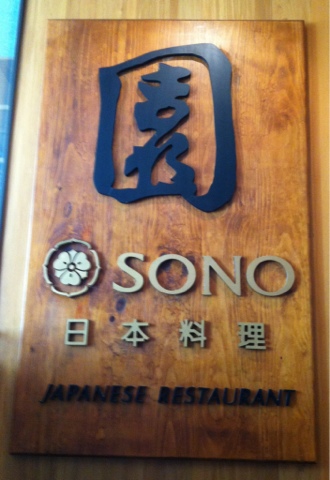 園
SONO
日本料理
JAPANESE RESTAURANT